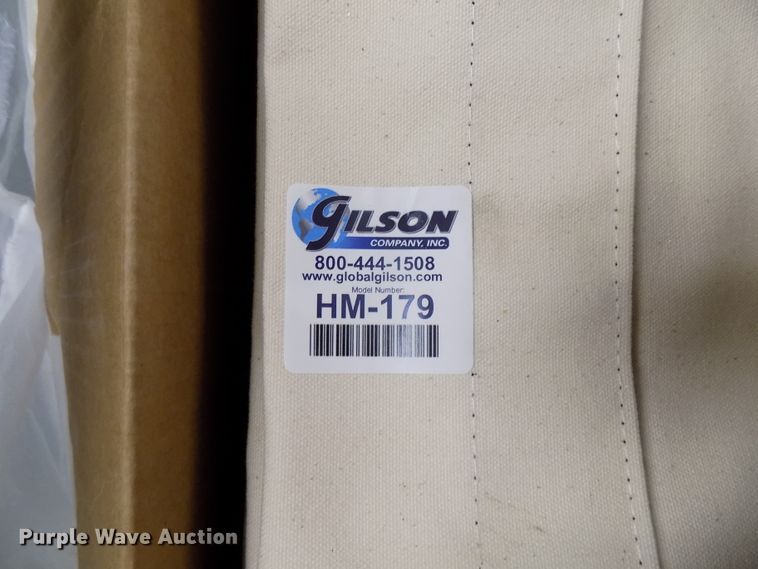 GILSON
COMPANY, INC.
800-444-1508
www.globalgilson.com
Model Number:
HM-179
Purple Wave Auction